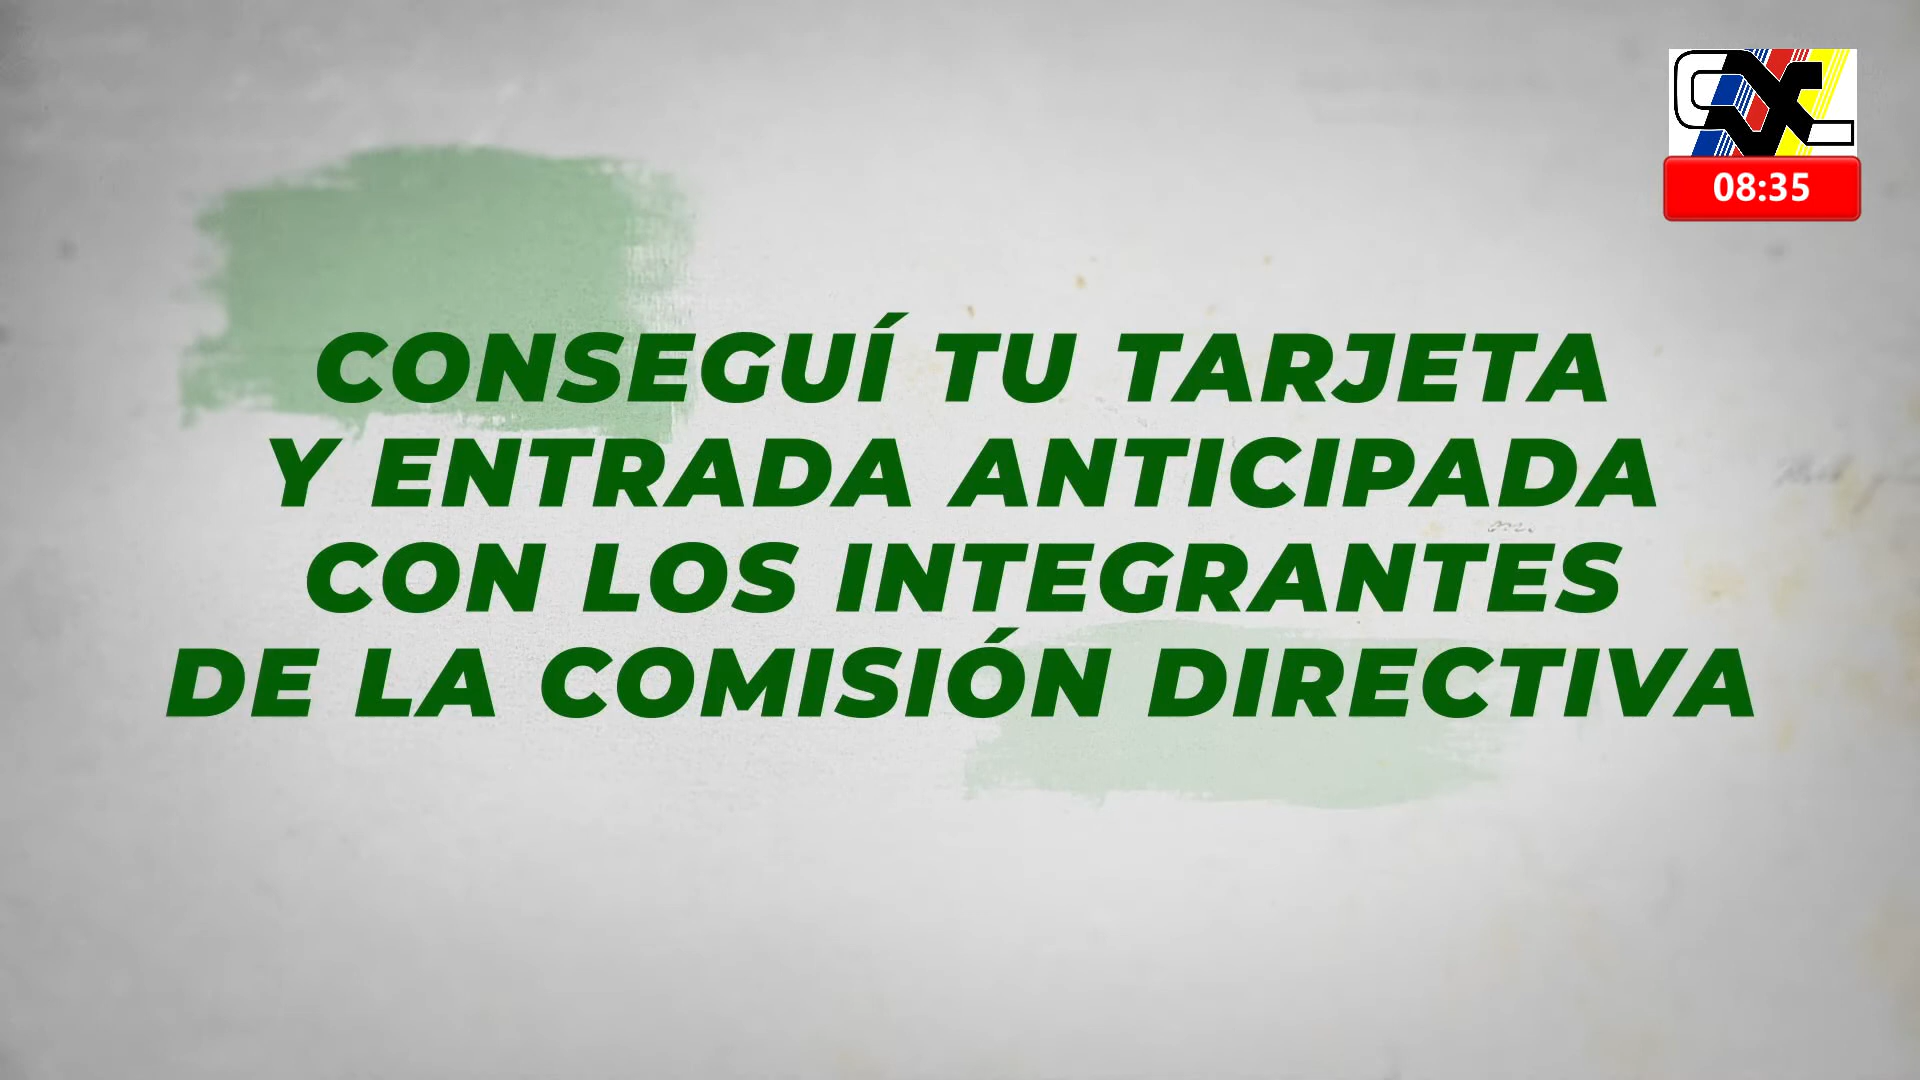 08:35
CONSEGUÍ TU TARJETA
Y ENTRADA ANTICIPADA
CON LOS INTEGRANTES
DE LA COMISIÓN DIRECTIVA